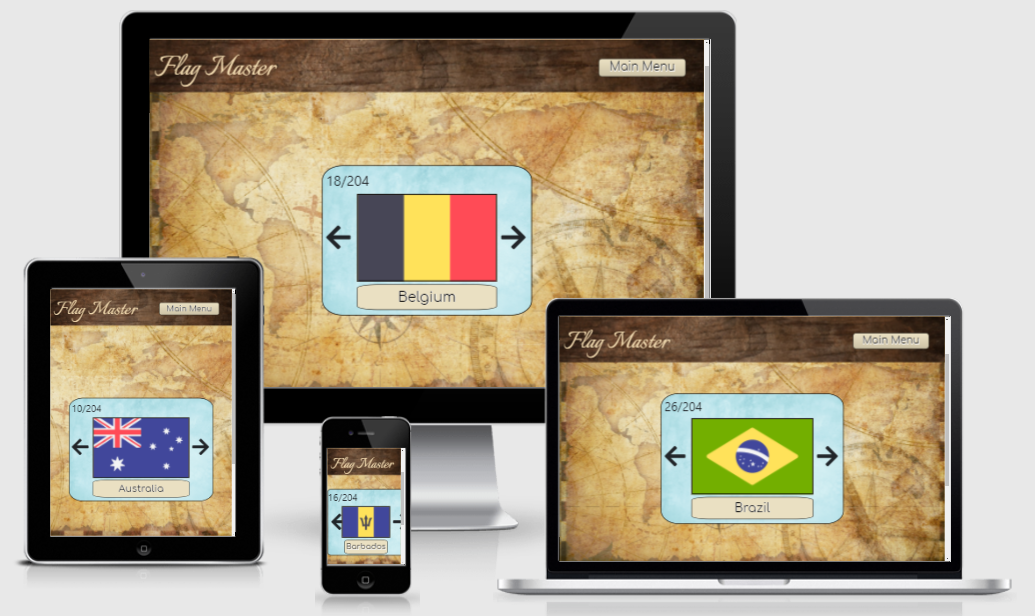 Flag Master
Main Menu
18/204
Belgium
Flag Master
Main Menu
10/204
Australia
Flag Master
16/204
Barbados
Flag Master
Main Menu
26/204
Brazil